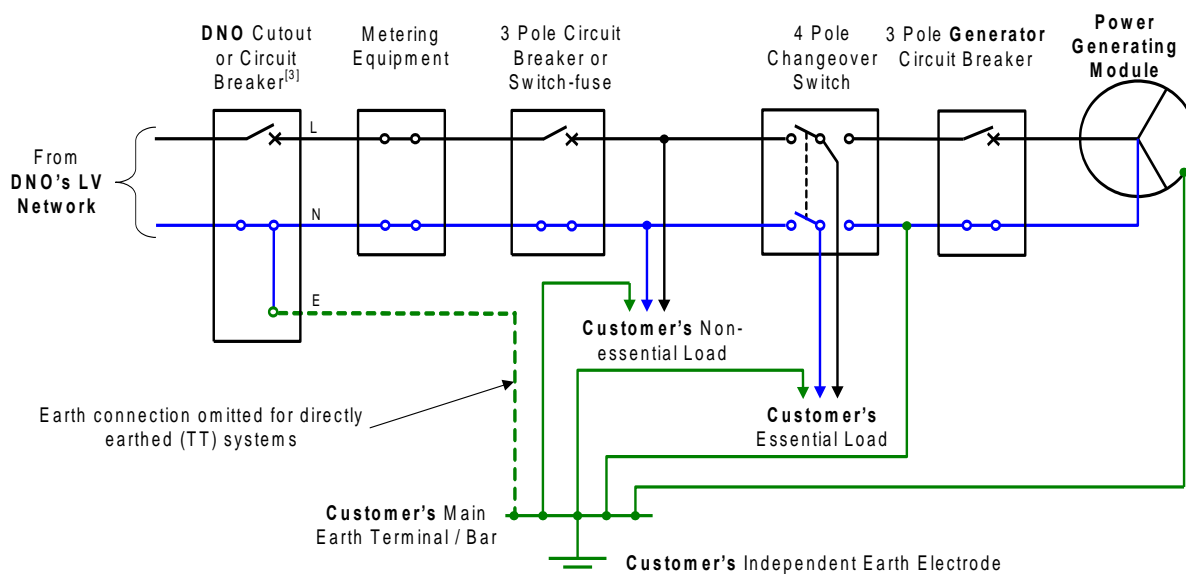 DNO Cutout
or Circuit
Breaker[3]
Metering
Equipment
3 Pole Circuit
Breaker or
Switch-fuse
4 Pole
Changeover
Switch
3 Pole Generator
Circuit Breaker
Power
Generating
Module
L
From
DNO's LV
Network
N
E
Customer's Non-
essential Load
Earth connection omitted for directly
earthed (TT) systems
Customer's
Essential Load
Customer's Main
Earth Terminal / Bar
Customer's Independent Earth Electrode